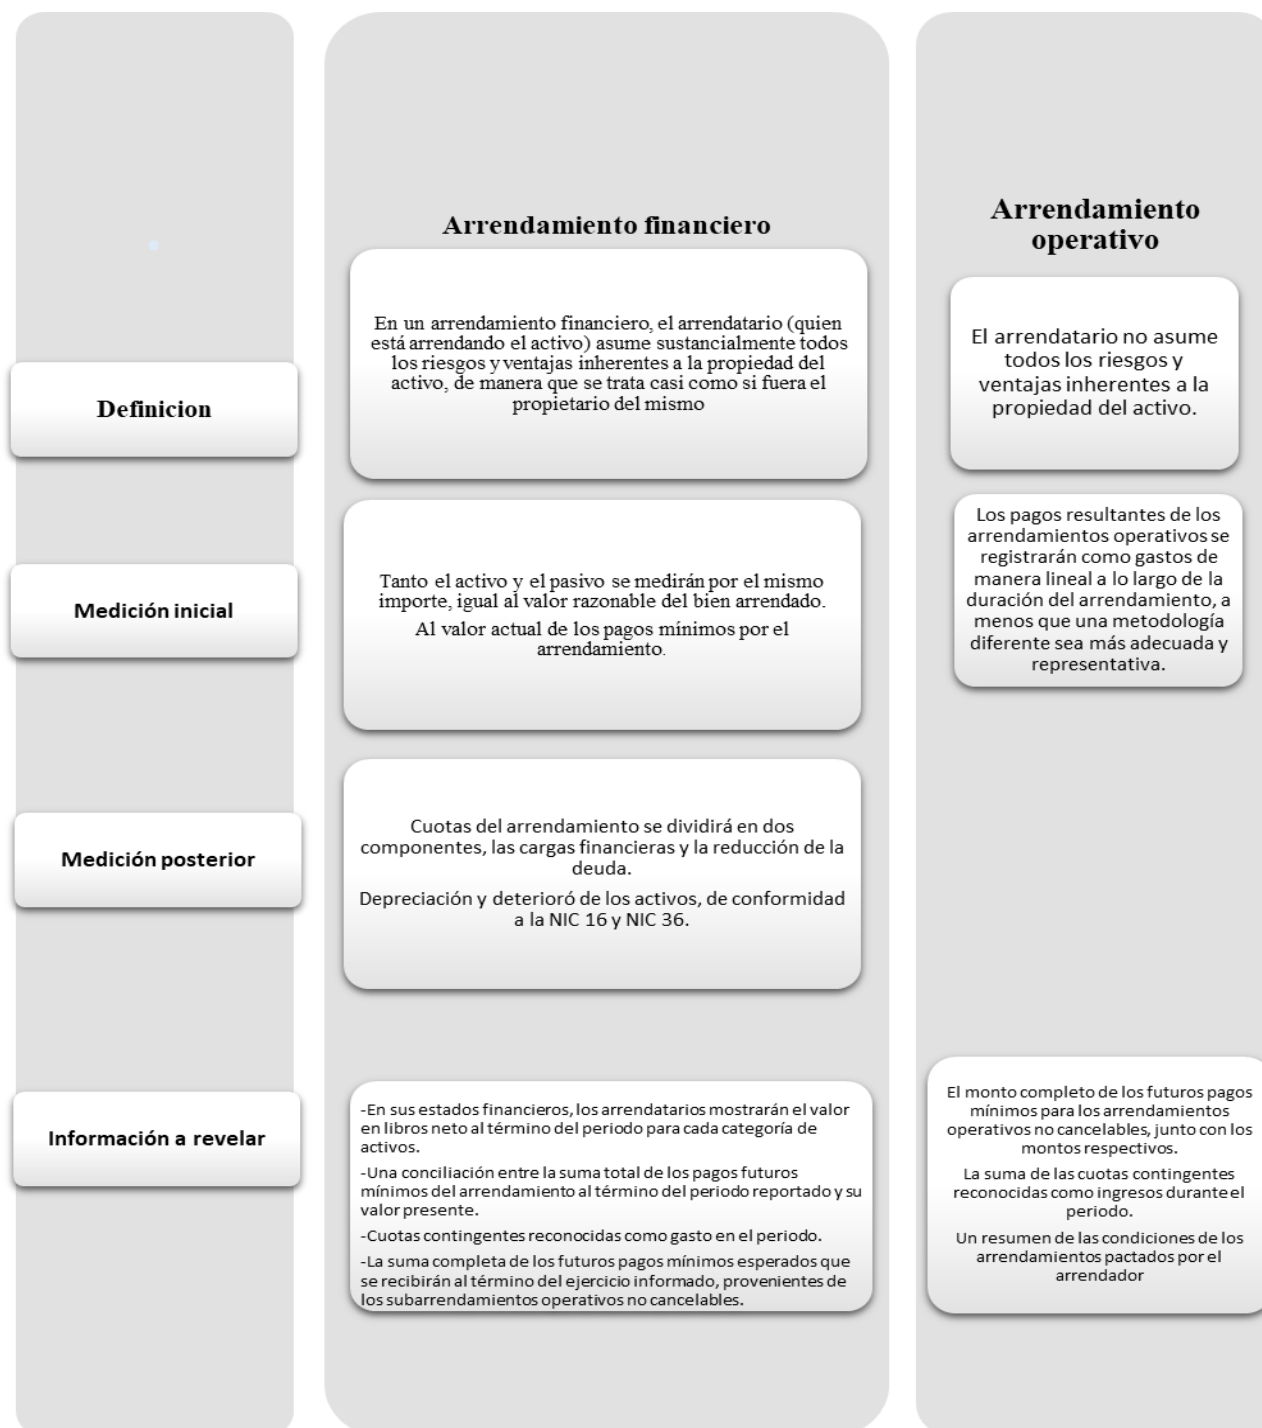 Arrendamiento financiero
Arrendamiento
operativo
Definicion
En un arrendamiento financiero, el arrendatario (quien
está arrendando el activo) asume sustancialmente todos
los riesgos y ventajas inherentes a la propiedad del
activo, de manera que se trata casi como si fuera el
propietario del mismo
El arrendatario no asume
todos los riesgos y
ventajas inherentes a la
propiedad del activo.
Medición inicial
Tanto el activo y el pasivo se medirán por el mismo
importe, igual al valor razonable del bien arrendado.
Al valor actual de los pagos mínimos por el
arrendamiento.
Los pagos resultantes de los
arrendamientos operativos se
registrarán como gastos de
manera lineal a lo largo de la
duración del arrendamiento, a
menos que una metodología
diferente sea más adecuada y
representativa.
Medición posterior
Cuotas del arrendamiento se dividirá en dos
componentes, las cargas financieras y la reducción de la
deuda.
Depreciación y deterioró de los activos, de conformidad
a la NIC 16 y NIC 36.
Información a revelar
-En sus estados financieros, los arrendatarios mostrarán el valor
en libros neto al término del periodo para cada categoría de
activos.
-Una conciliación entre la suma total de los pagos futuros
mínimos del arrendamiento al término del periodo reportado y su
valor presente.
-Cuotas contingentes reconocidas como gasto en el periodo.
-La suma completa de los futuros pagos mínimos esperados que
se recibirán al término del ejercicio informado, provenientes de
los subarrendamientos operativos no cancelables.
El monto completo de los futuros pagos
mínimos para los arrendamientos
operativos no cancelables, junto con los
montos respectivos.
La suma de las cuotas contingentes
reconocidas como ingresos durante el
periodo.
Un resumen de las condiciones de los
arrendamientos pactados por el
arrendador